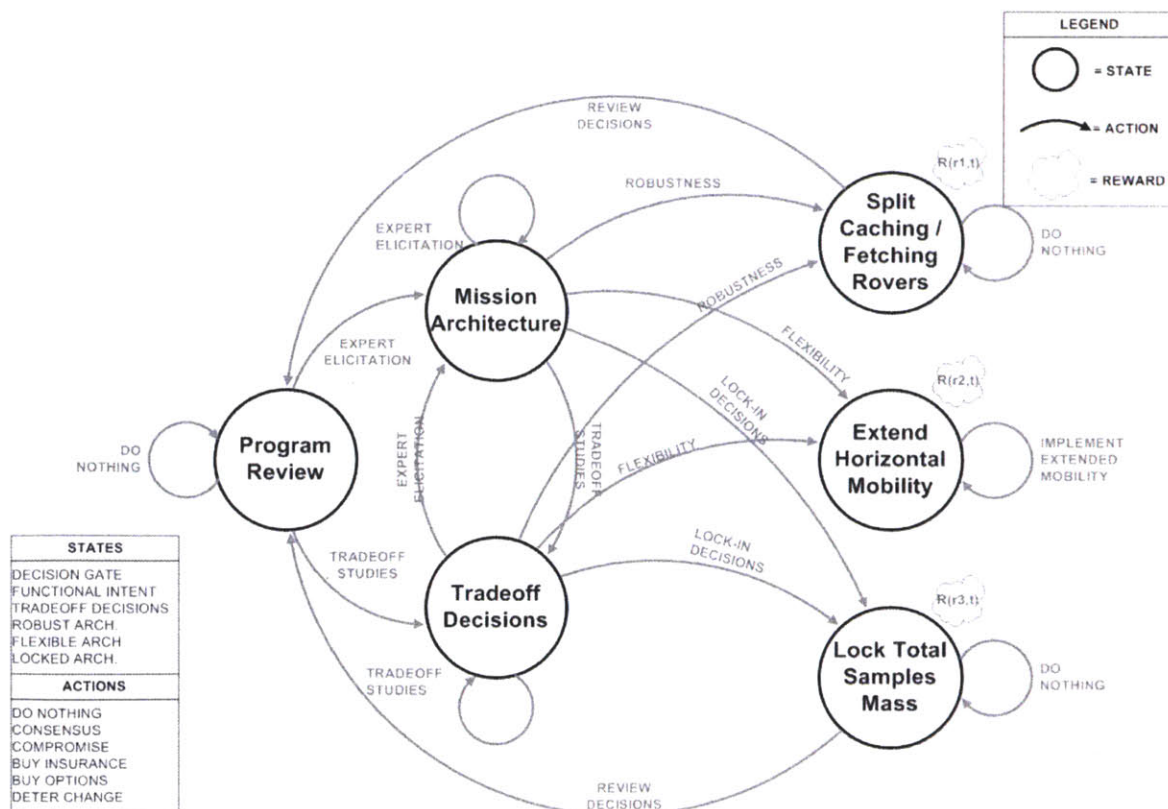 LEGEND
= STATE
= ACTION
= REWARD
REVIEW
DECISIONS
R(r1,t)
ROBUSTNESS
Split
Caching /
Fetching
Rovers
DO
NOTHING
EXPERT
ELICITATION
Mission
Architecture
ROBUSTNESS
FLEXIBILITY
EXPERT
ELICITATION
LOCK-IN
DECISIONS
R(r2,t)
DO
NOTHING
Program
Review
EXPERT
ELICITATION
TRADEOFF
STUDIES
FLEXIBILITY
Extend
Horizontal
Mobility
IMPLEMENT
EXTENDED
MOBILITY
TRADEOFF
STUDIES
Tradeoff
Decisions
LOCK-IN
DECISIONS
R(r3,t)
TRADEOFF
STUDIES
Lock Total
Samples
Mass
DO
NOTHING
REVIEW
DECISIONS
STATES
DECISION GATE
FUNCTIONAL INTENT
TRADEOFF DECISIONS
ROBUST ARCH.
FLEXIBLE ARCH
LOCKED ARCH.
ACTIONS
DO NOTHING
CONSENSUS
COMPROMISE
BUY INSURANCE
BUY OPTIONS
DETER CHANGE